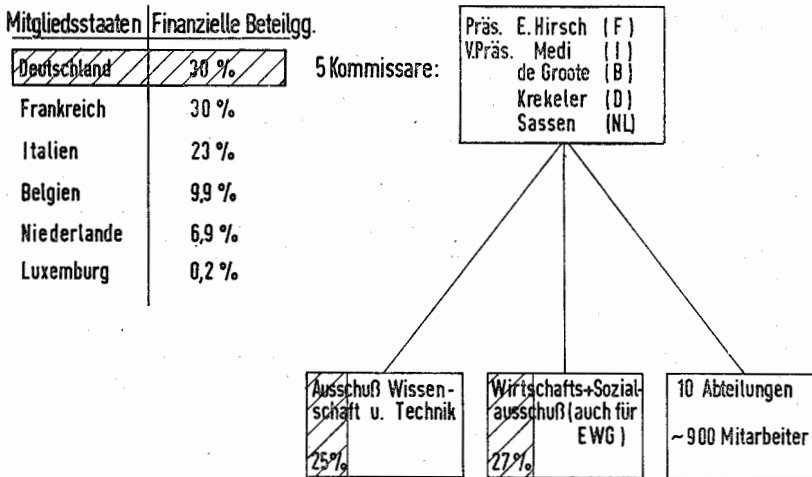 Mitgliedsstaaten Finanzielle Beteilgg.
Deutschland 30 %
Frankreich 30 %
Italien 23 %
Belgien 9,9 %
Niederlande 6,9 %
Luxemburg 0,2 %
5 Kommissare:
Präs. E. Hirsch (F)
V.Präs. Medi (I)
de Groote (B)
Krekeler (D)
Sassen (NL)
Ausschuß Wissen-
schaft u. Technik
25%
Wirtschafts+Sozial-
ausschuß (auch für
EWG)
27%
10 Abteilungen
~900 Mitarbeiter